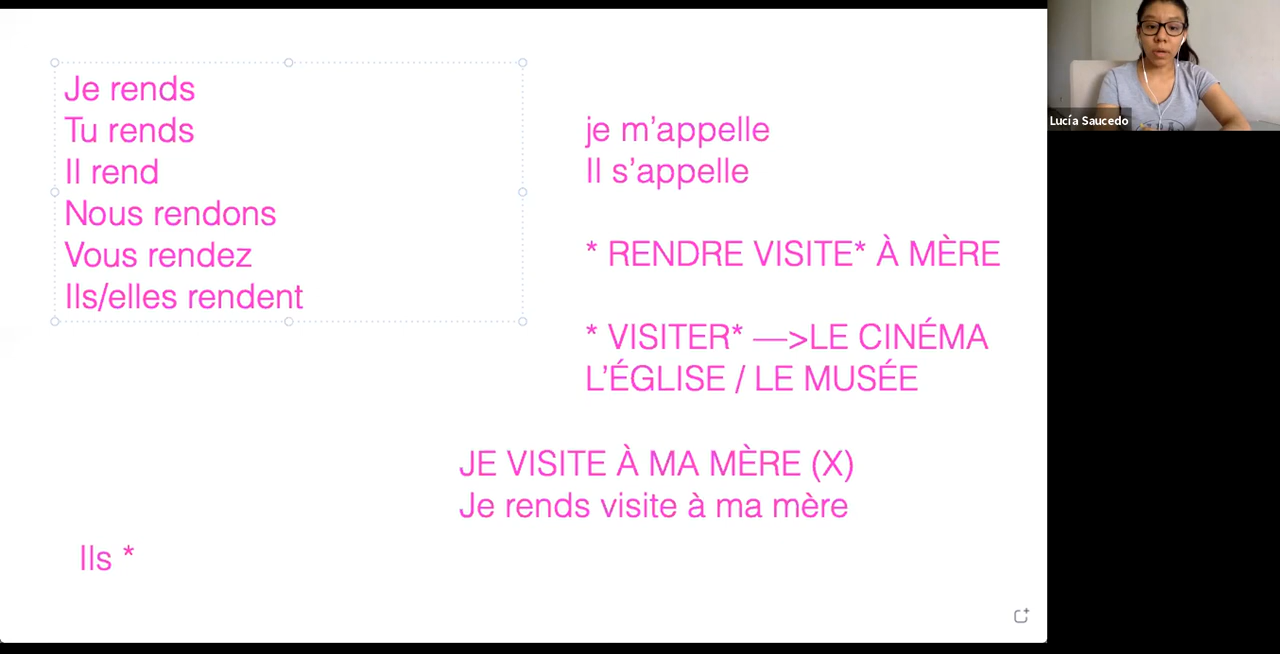 Je rends
Tu rends
Il rend
Nous rendons
Vous rendez
Ils/elles rendent
je m’appelle
Il s’appelle
* RENDRE VISITE* À MÈRE
* VISITER* —>LE CINÉMA
L’ÉGLISE / LE MUSÉE
JE VISITE À MA MÈRE (X)
Je rends visite à ma mère
Ils *
Lucía Saucedo